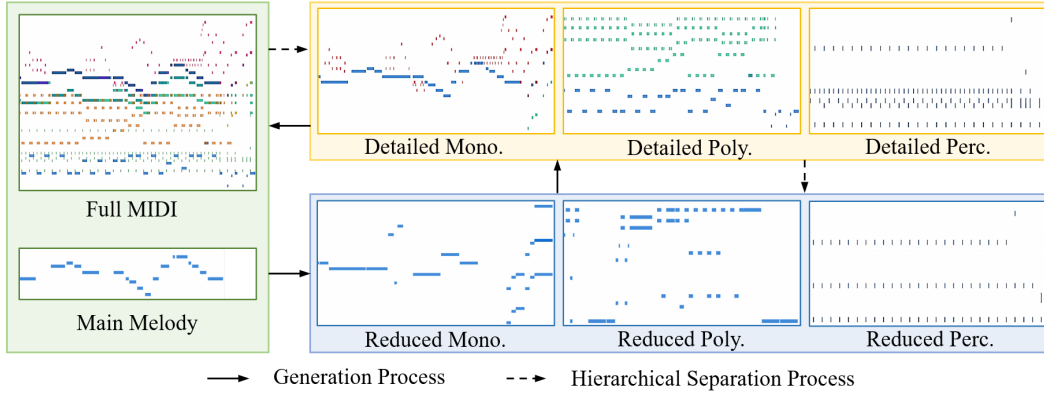 Full MIDI
Main Melody
Detailed Mono.
Detailed Poly.
Detailed Perc.
Reduced Mono.
Reduced Poly.
Reduced Perc.
Generation Process
Hierarchical Separation Process